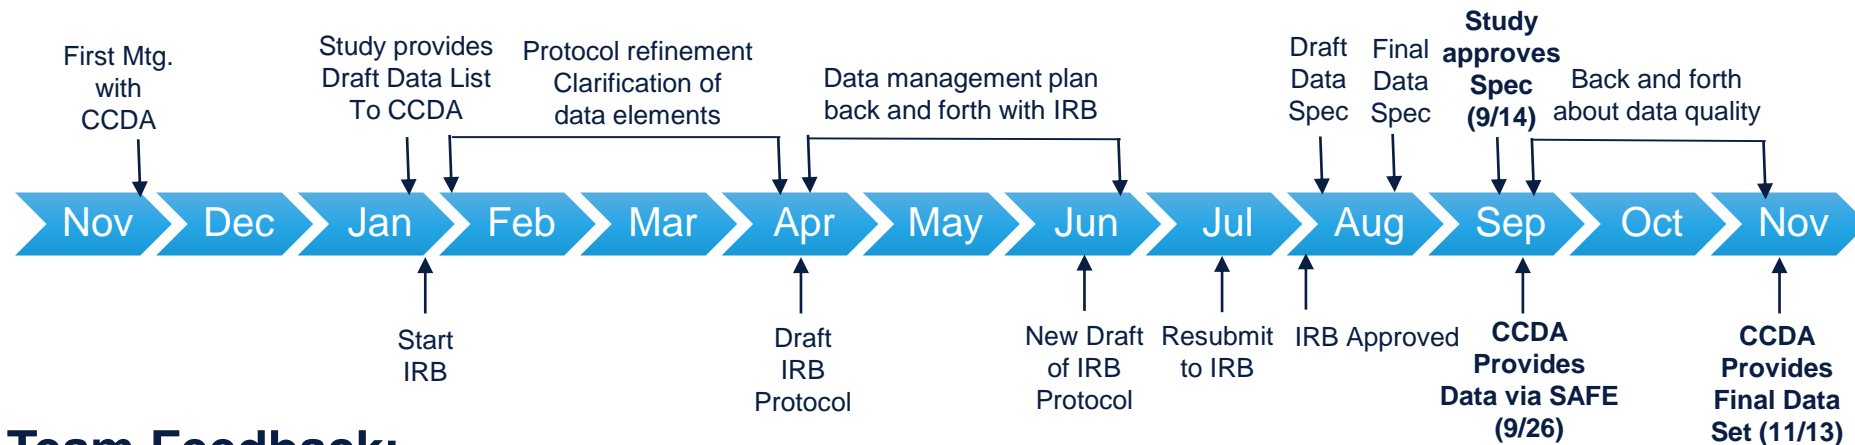 First Mtg.
with
CCDA
Study provides
Draft Data List
To CCDA
Protocol refinement
Clarification of
data elements
Data management plan
back and forth with IRB
Draft
Data
Spec
Final
Data
Spec
Study
approves
Spec
(9/14)
Back and forth
about data quality
Nov
Dec
Jan
Feb
Mar
Apr
May
Jun
Jul
Aug
Sep
Oct
Nov
Start
IRB
Draft
IRB
Protocol
New Draft
of IRB
Protocol
Resubmit
to IRB
IRB Approved
CCDA
Provides
Data via SAFE
(9/26)
CCDA
Provides
Final Data
Set (11/13)
Team Feedback: